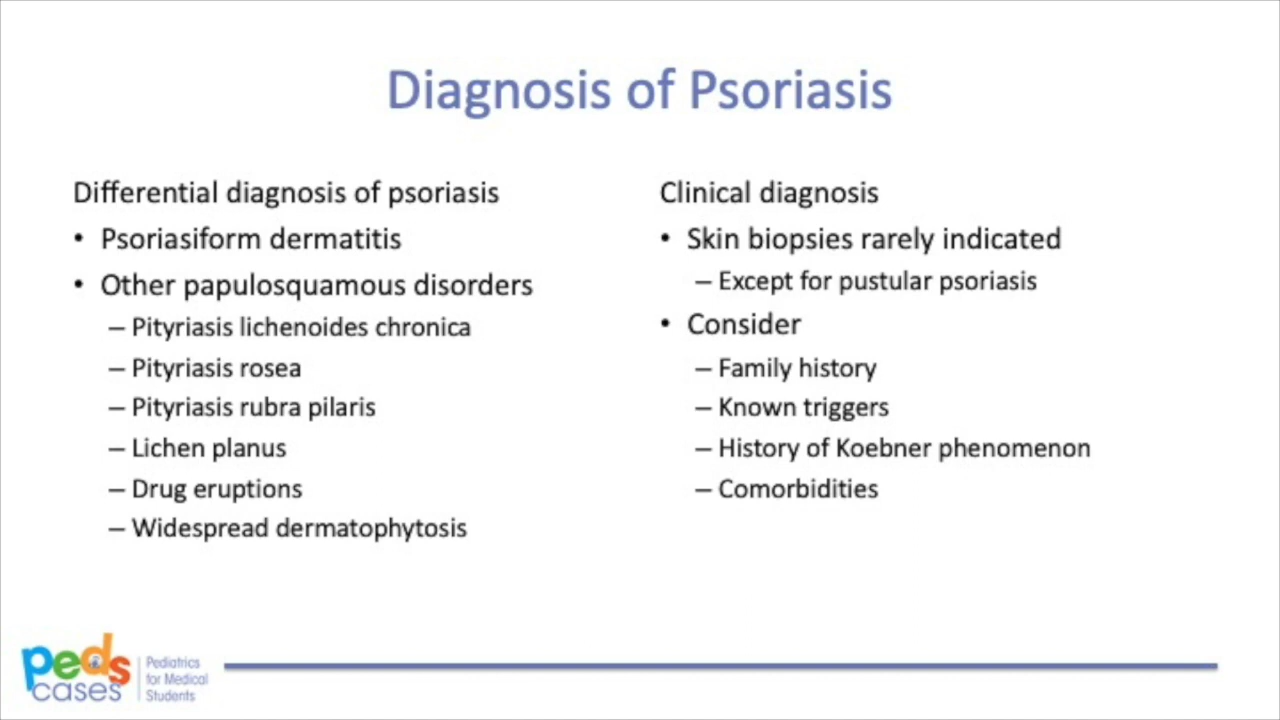 Diagnosis of Psoriasis
Differential diagnosis of psoriasis
• Psoriasiform dermatitis
• Other papulosquamous disorders
– Pityriasis lichenoides chronica
– Pityriasis rosea
– Pityriasis rubra pilaris
– Lichen planus
– Drug eruptions
– Widespread dermatophytosis
Clinical diagnosis
• Skin biopsies rarely indicated
– Except for pustular psoriasis
• Consider
– Family history
– Known triggers
– History of Koebner phenomenon
– Comorbidities
peds
cases
Pediatrics
for Medical
Students